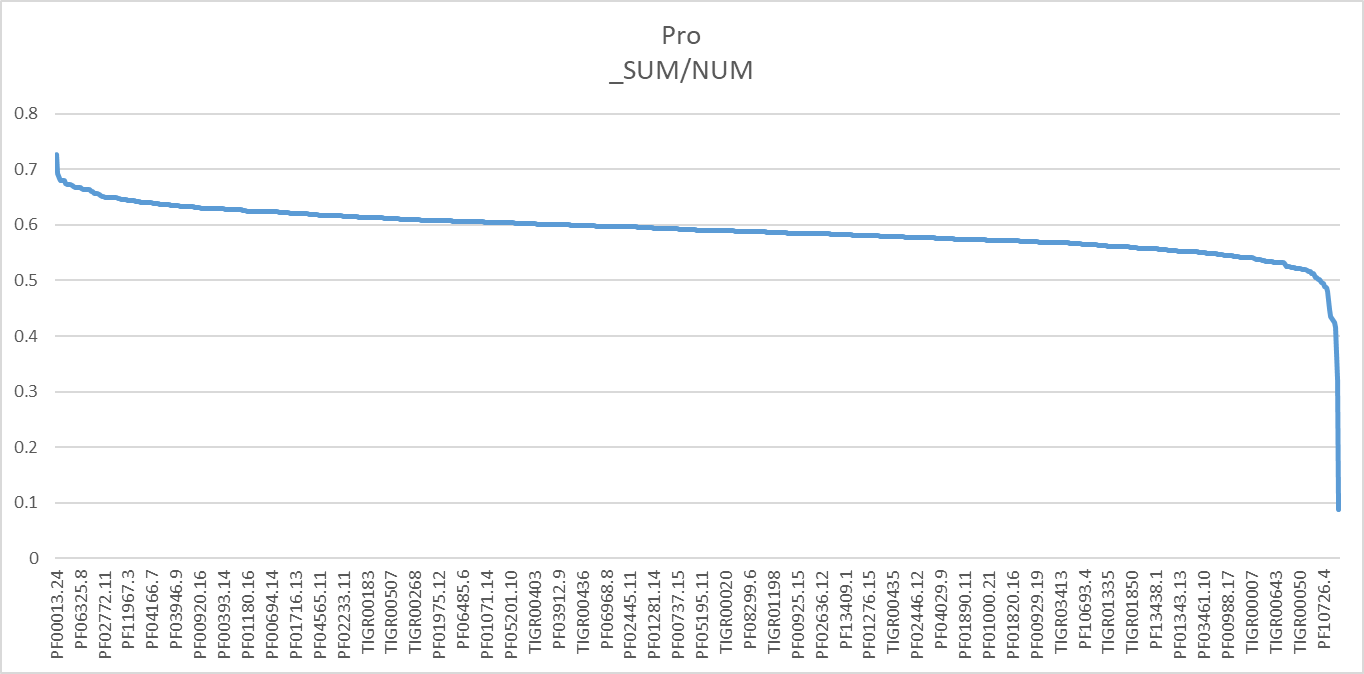 Pro
_SUM/NUM
0.8
0.7
0.6
0.5
0.4
0.3
0.2
0.1
0
PF00013.24
PF06325.8
PF02772.11
PF11967.3
PF04166.7
PF03946.9
PF00920.16
PF00393.14
PF01180.16
PF00694.14
PF01716.13
PF04565.11
PF02233.11
TIGR00183
TIGR00507
TIGR00268
PF01975.12
PF06485.6
PF01071.14
PF05201.10
TIGR00403
PF03912.9
TIGR00436
PF06968.8
PF02445.11
PF01281.14
PF00737.15
PF05195.11
TIGR00020
PF08299.6
TIGR01198
PF00925.15
PF02636.12
PF13409.1
PF01276.15
TIGR00435
PF02446.12
PF04029.9
PF01890.11
PF01000.21
PF01820.16
PF00929.19
TIGR03413
PF10693.4
TIGR01335
TIGR01850
PF13438.1
PF01343.13
PF03461.10
PF00988.17
TIGR00007
TIGR00643
TIGR00050
PF10726.4